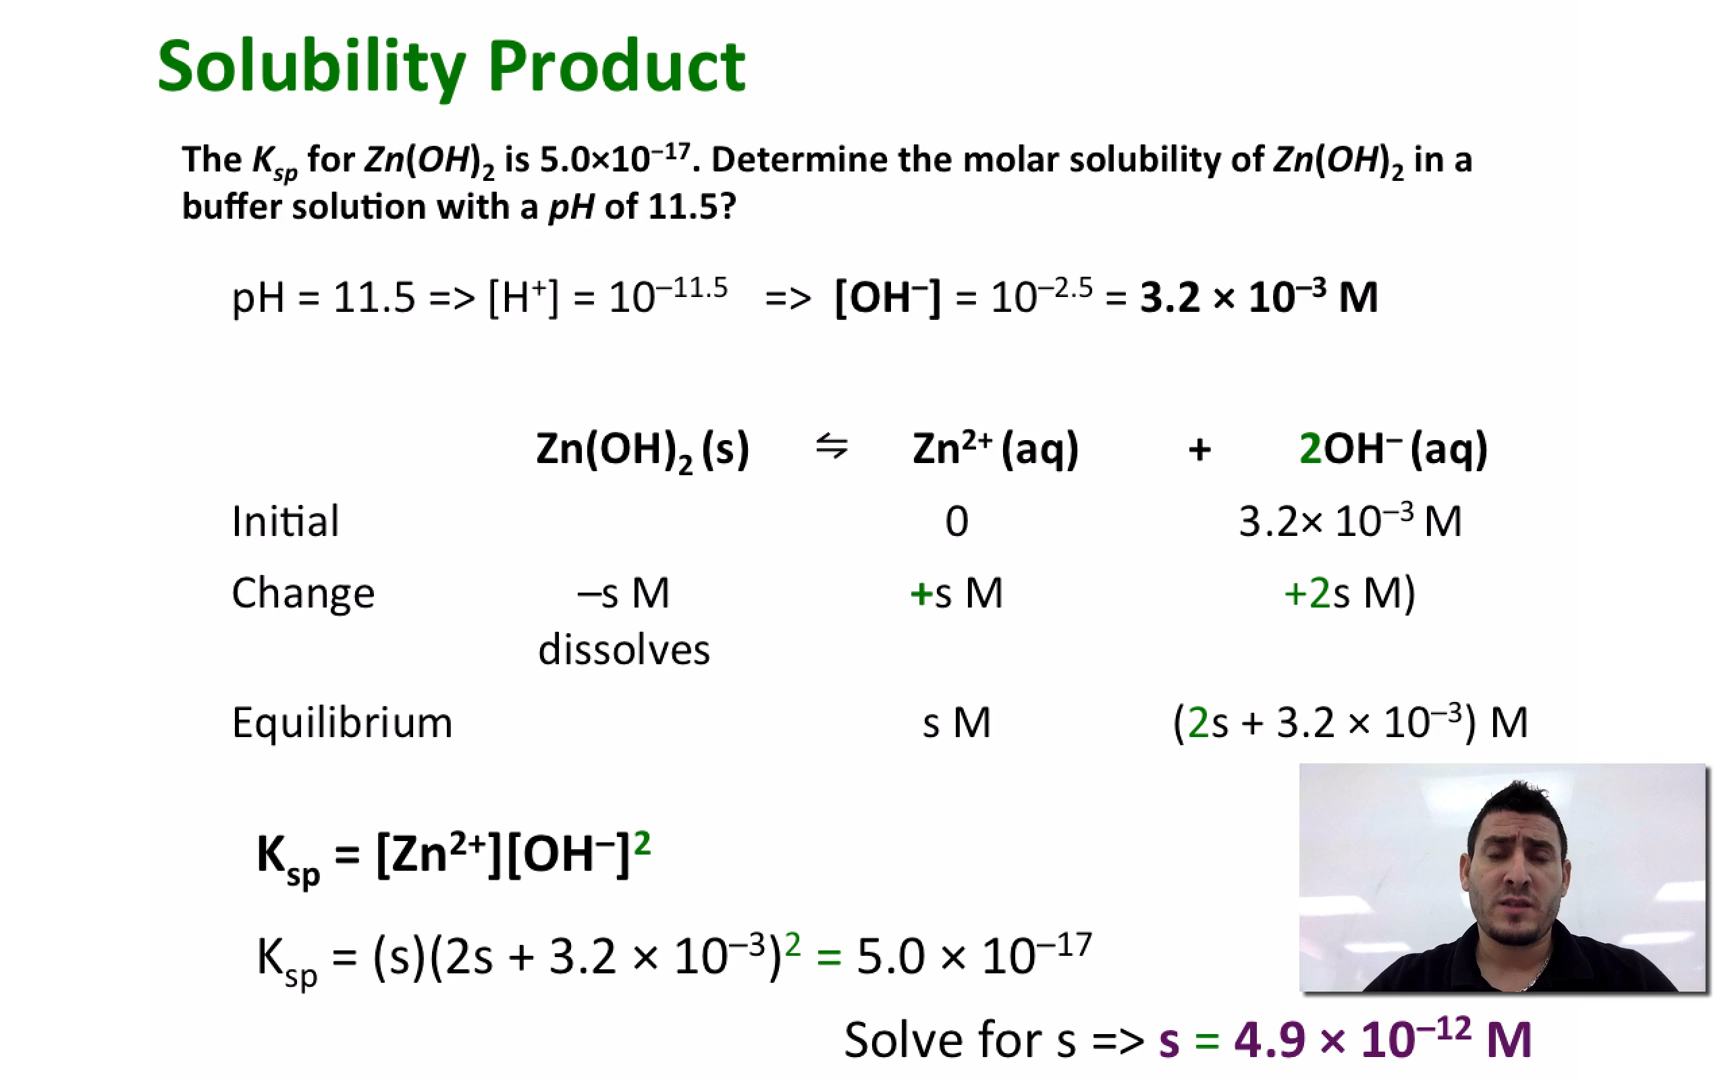 Solubility Product
The Ksp for Zn(OH)₂ is 5.0×10⁻¹⁷. Determine the molar solubility of Zn(OH)₂ in a
buffer solution with a pH of 11.5?
pH = 11.5 => [H⁺] = 10⁻¹¹·⁵ => [OH⁻] = 10⁻²·⁵ = 3.2 × 10⁻³ M
Zn(OH)₂ (s) ⇋ Zn²⁺ (aq) + 2OH⁻ (aq)
Initial 0 3.2× 10⁻³ M
Change –s M +s M +2s M)
dissolves
Equilibrium s M (2s + 3.2 × 10⁻³) M
Ksp = [Zn²⁺][OH⁻]²
Ksp = (s)(2s + 3.2 × 10⁻³)² = 5.0 × 10⁻¹⁷
Solve for s => s = 4.9 × 10⁻¹² M